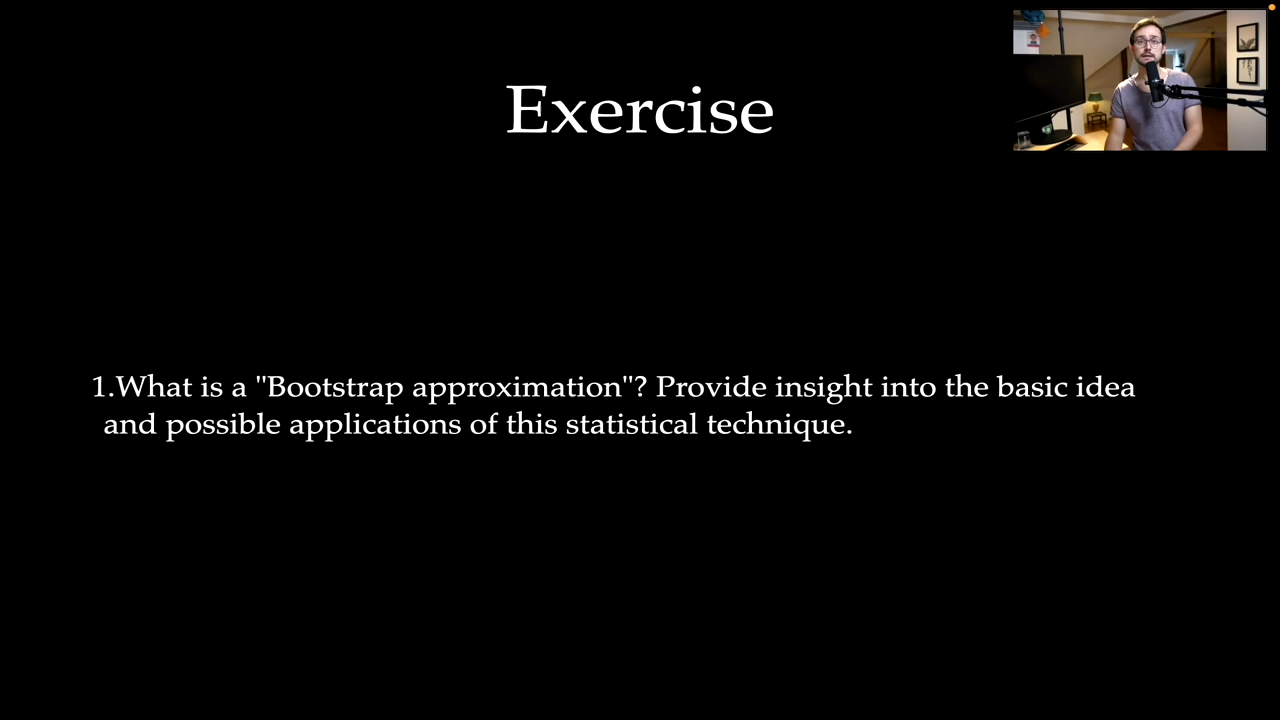 Exercise
1.What is a "Bootstrap approximation"? Provide insight into the basic idea
and possible applications of this statistical technique.